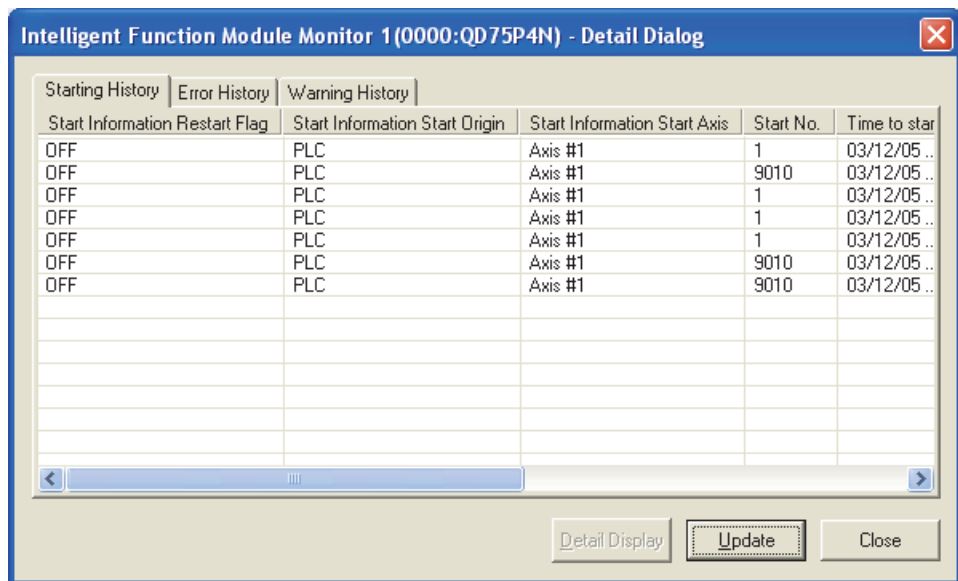 Intelligent Function Module Monitor 1(0000:QD75P4N) - Detail Dialog
Starting History Error History Warning History
Start Information Restart Flag Start Information Start Origin Start Information Start Axis Start No. Time to star
OFF PLC Axis #1 1 03/12/05 ..
OFF PLC Axis #1 9010 03/12/05 ..
OFF PLC Axis #1 1 03/12/05 ..
OFF PLC Axis #1 1 03/12/05 ..
OFF PLC Axis #1 1 03/12/05 ..
OFF PLC Axis #1 9010 03/12/05 ..
OFF PLC Axis #1 9010 03/12/05 ..
Detail Display Update Close